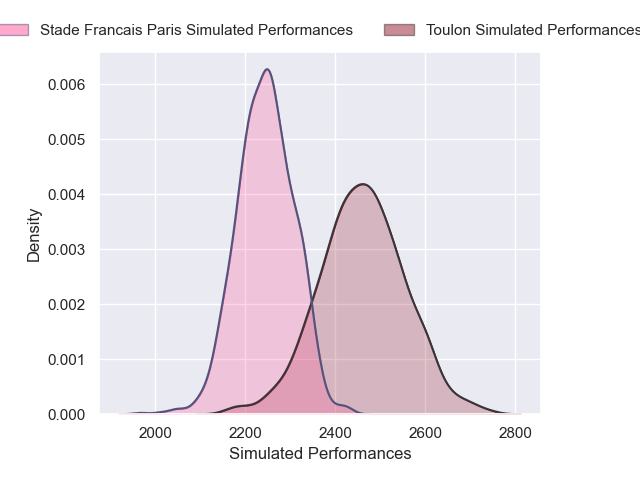 Stade Francais Paris Simulated Performances Toulon Simulated Performances
0.006
0.005
0.004
0.003
0.002
0.001
0.000
Density
2000 2200 2400 2600 2800
Simulated Performances